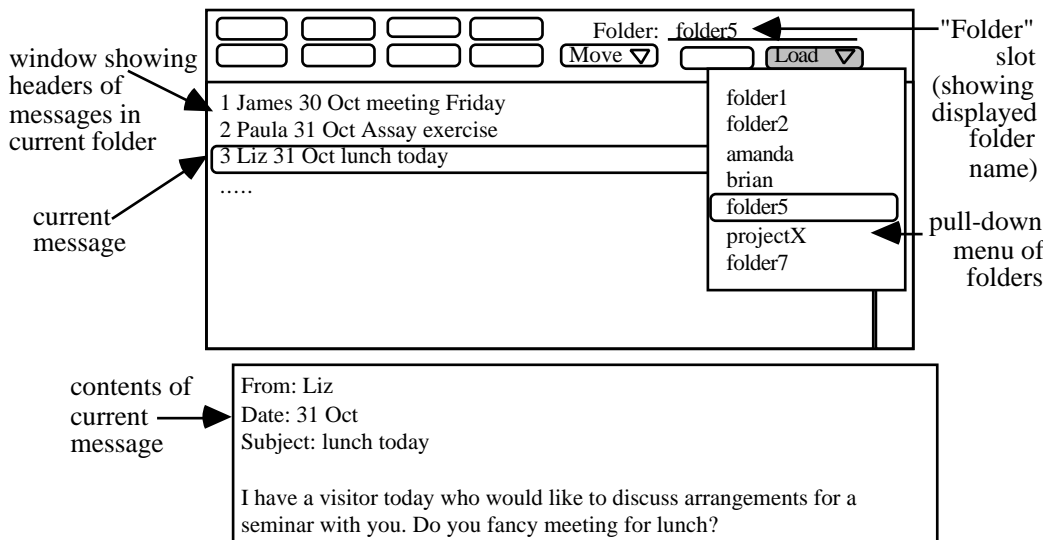 Folder: folder5
Move
Load
"Folder"
slot
(showing
displayed
folder
name)
window showing
headers of
messages in
current folder
1 James 30 Oct meeting Friday
2 Paula 31 Oct Assay exercise
3 Liz 31 Oct lunch today
.....
folder1
folder2
amanda
brian
folder5
projectX
folder7
current
message
pull-down
menu of
folders
contents of
current
message
From: Liz
Date: 31 Oct
Subject: lunch today
I have a visitor today who would like to discuss arrangements for a
seminar with you. Do you fancy meeting for lunch?